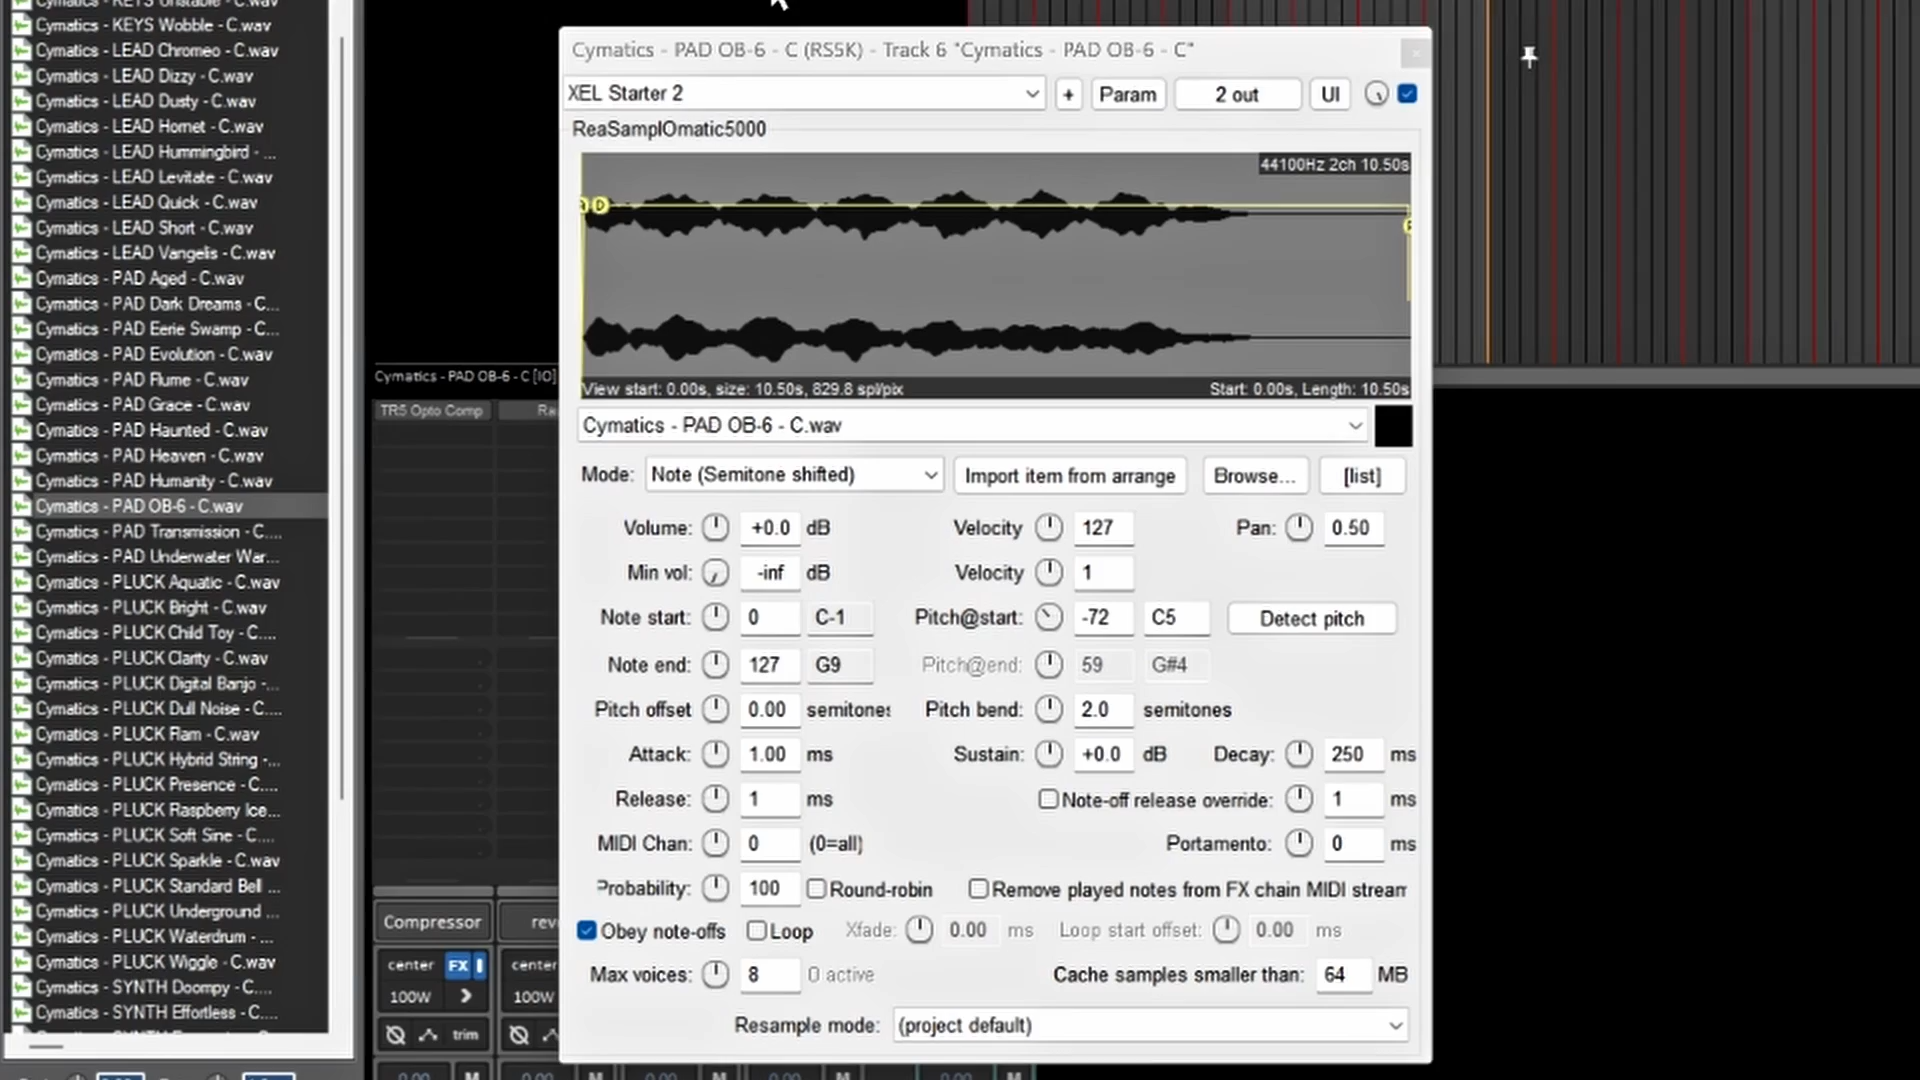 Cymatics - KEYS Unstable - C.wav
Cymatics - KEYS Wobble - C.wav
Cymatics - LEAD Chromeo - C.wav
Cymatics - LEAD Dizzy - C.wav
Cymatics - LEAD Dusty - C.wav
Cymatics - LEAD Hornet - C.wav
Cymatics - LEAD Hummingbird - ...
Cymatics - LEAD Levitate - C.wav
Cymatics - LEAD Quick - C.wav
Cymatics - LEAD Short - C.wav
Cymatics - LEAD Vangelis - C.wav
Cymatics - PAD Aged - C.wav
Cymatics - PAD Dark Dreams - C...
Cymatics - PAD Eerie Swamp - C...
Cymatics - PAD Evolution - C.wav
Cymatics - PAD Flume - C.wav
Cymatics - PAD Grace - C.wav
Cymatics - PAD Haunted - C.wav
Cymatics - PAD Heaven - C.wav
Cymatics - PAD Humanity - C.wav
Cymatics - PAD OB-6 - C.wav
Cymatics - PAD Transmission - C....
Cymatics - PAD Underwater War...
Cymatics - PLUCK Aquatic - C.wav
Cymatics - PLUCK Bright - C.wav
Cymatics - PLUCK Child Toy - C....
Cymatics - PLUCK Clarity - C.wav
Cymatics - PLUCK Digital Banjo -...
Cymatics - PLUCK Dull Noise - C....
Cymatics - PLUCK Flam - C.wav
Cymatics - PLUCK Hybrid String -...
Cymatics - PLUCK Presence - C....
Cymatics - PLUCK Raspberry Ice...
Cymatics - PLUCK Soft Sine - C....
Cymatics - PLUCK Sparkle - C.wav
Cymatics - PLUCK Standard Bell ...
Cymatics - PLUCK Underground ...
Cymatics - PLUCK Waterdrum - ...
Cymatics - PLUCK Wiggle - C.wav
Cymatics - SYNTH Doompy - C....
Cymatics - SYNTH Effortless - C....
Cymatics - PAD OB-6 - C [IO]
TR5 Opto Comp
Compressor
center FX center
100W 100W
trim
Cymatics - PAD OB-6 - C (RS5K) - Track 6 "Cymatics - PAD OB-6 - C"
XEL Starter 2 + Param 2 out UI
ReaSamplOmatic5000
44100Hz 2ch 10.50s
D
View start: 0.00s, size: 10.50s, 829.8 spl/pix Start: 0.00s, Length: 10.50s
Cymatics - PAD OB-6 - C.wav
Mode: Note (Semitone shifted) Import item from arrange Browse... [list]
Volume: +0.0 dB Velocity 127 Pan: 0.50
Min vol: -inf dB Velocity 1
Note start: 0 C-1 Pitch@start: -72 C5 Detect pitch
Note end: 127 G9 Pitch@end: 59 G#4
Pitch offset 0.00 semitones Pitch bend: 2.0 semitones
Attack: 1.00 ms Sustain: +0.0 dB Decay: 250 ms
Release: 1 ms Note-off release override: 1 ms
MIDI Chan: 0 (0=all) Portamento: 0 ms
Probability: 100 Round-robin Remove played notes from FX chain MIDI stream
Obey note-offs Loop Xfade: 0.00 ms Loop start offset: 0.00 ms
Max voices: 8 0 active Cache samples smaller than: 64 MB
Resample mode: (project default)